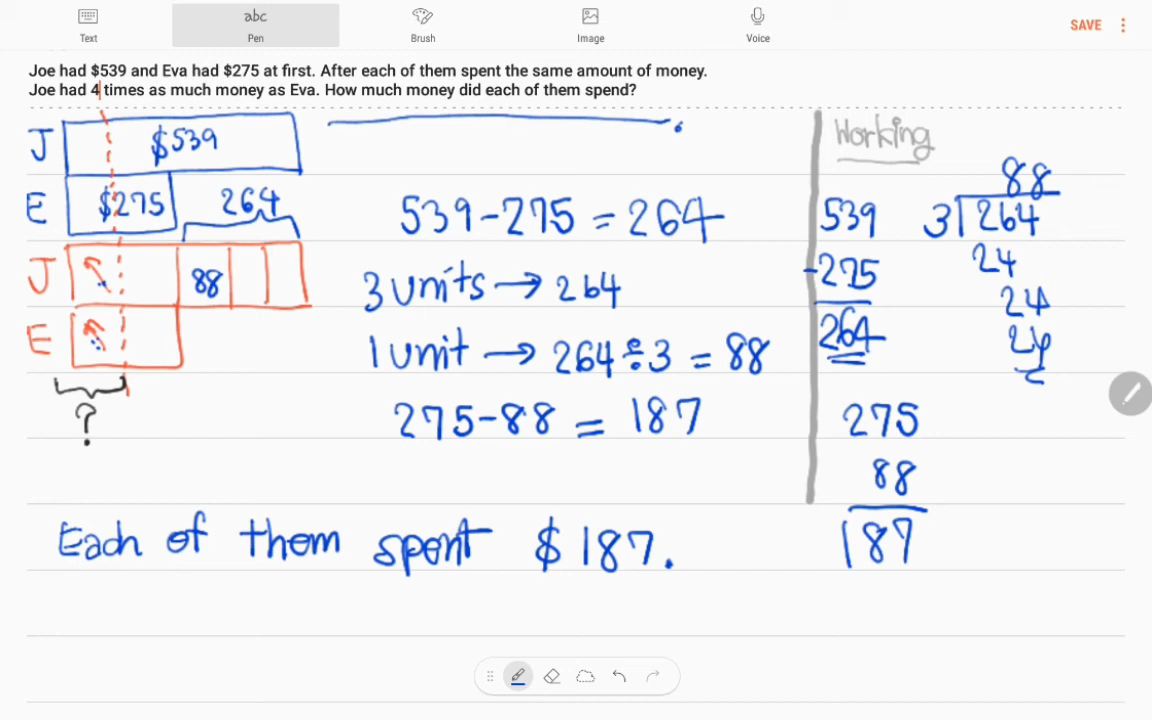 Text
abc
Pen
Brush
Image
Voice
SAVE
Joe had $539 and Eva had $275 at first. After each of them spent the same amount of money.
Joe had 4 times as much money as Eva. How much money did each of them spend?
J $539
E $275 264
J 88
E
?
539-275 = 264
3 units → 264
1 unit → 264÷3 = 88
275-88 = 187
Each of them spent $187.
Working
539
-275
264
88
3 264
24
24
24
275
88
187